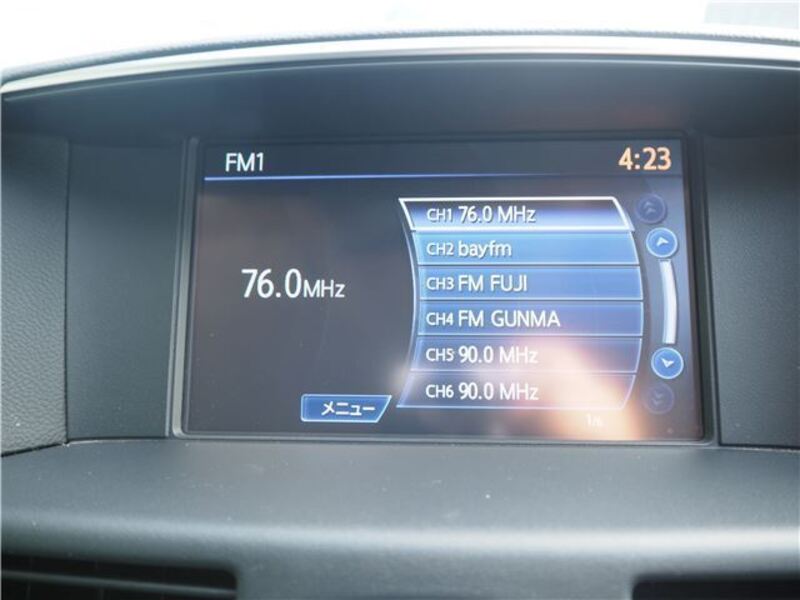 FM1
4:23
76.0MHz
CH1 76.0 MHz
CH2 bayfm
CH3 FM FUJI
CH4 FM GUNMA
CH5 90.0 MHz
CH6 90.0 MHz
メニュー
1/6